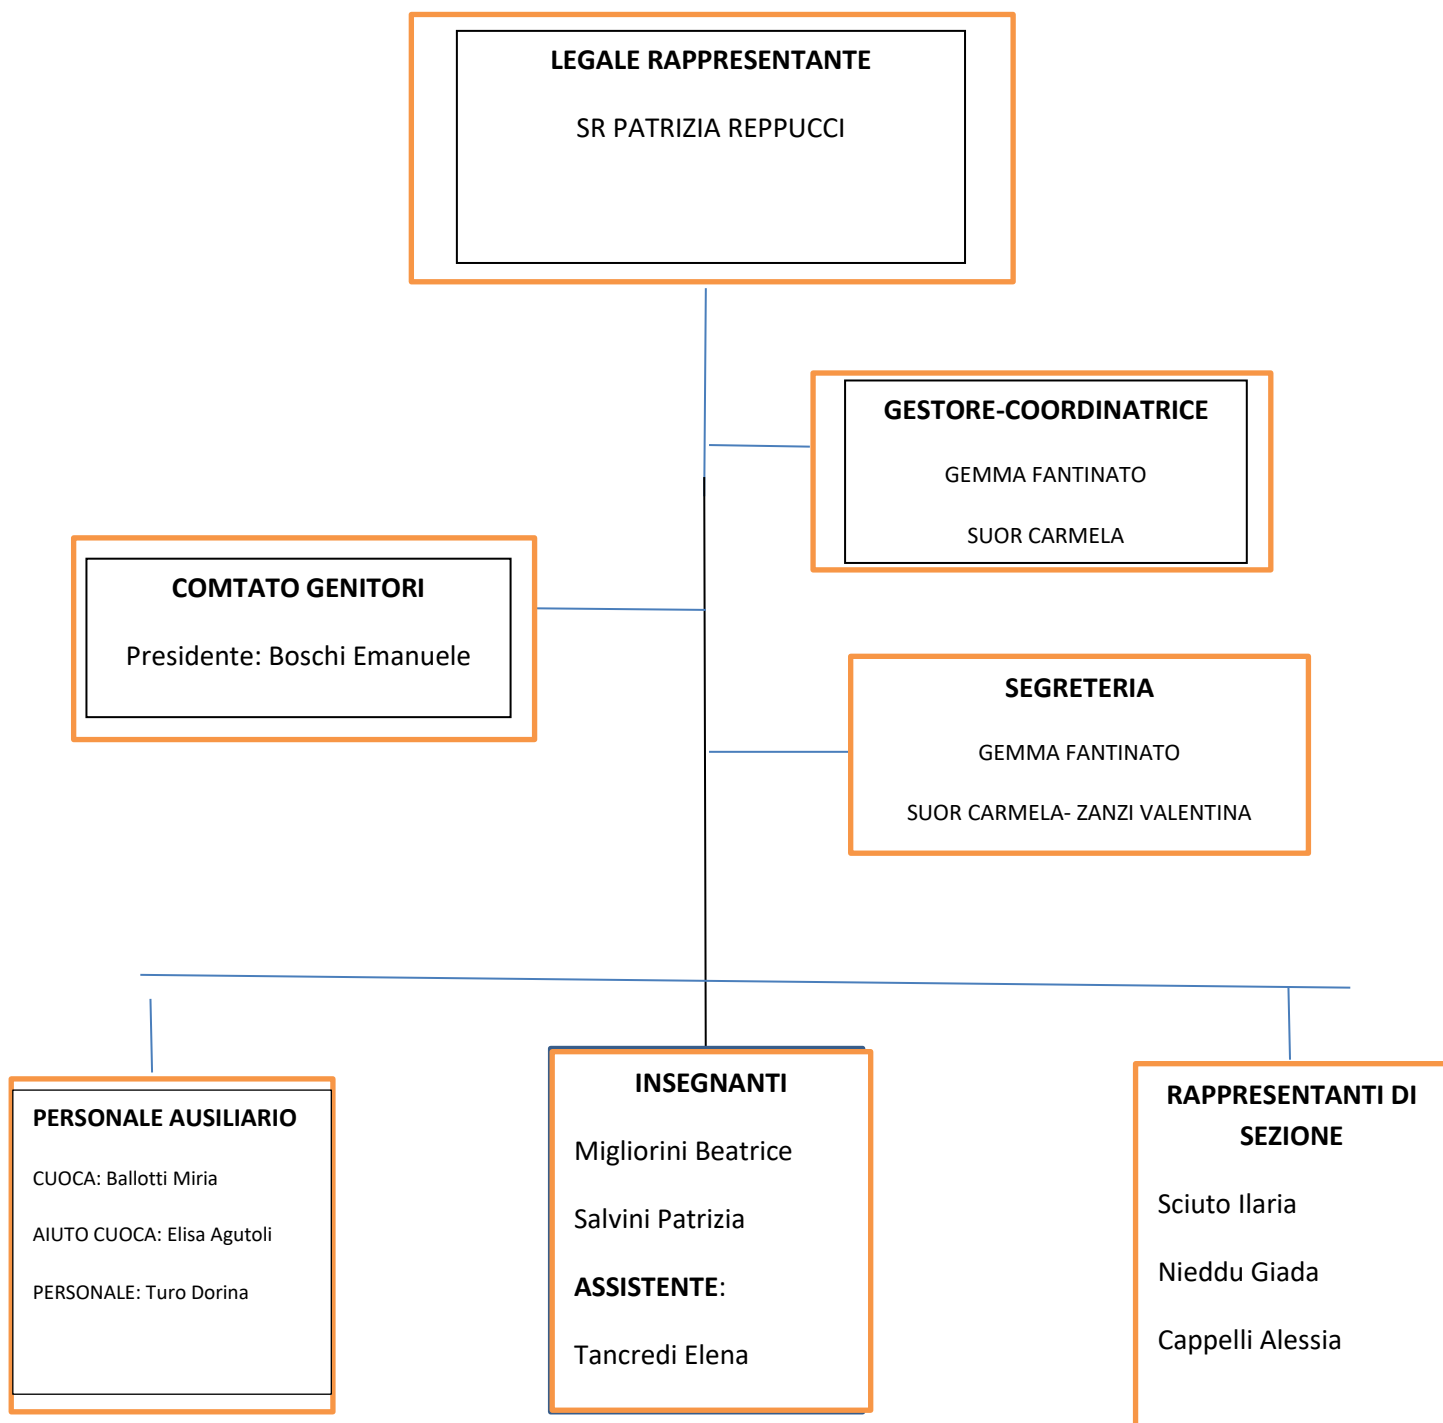 LEGALE RAPPRESENTANTE
SR PATRIZIA REPPUCCI
GESTORE-COORDINATRICE
GEMMA FANTINATO
SUOR CARMELA
COMTATO GENITORI
Presidente: Boschi Emanuele
SEGRETERIA
GEMMA FANTINATO
SUOR CARMELA- ZANZI VALENTINA
PERSONALE AUSILIARIO
CUOCA: Ballotti Miria
AIUTO CUOCA: Elisa Agutoli
PERSONALE: Turo Dorina
INSEGNANTI
Migliorini Beatrice
Salvini Patrizia
ASSISTENTE:
Tancredi Elena
RAPPRESENTANTI DI
SEZIONE
Sciuto Ilaria
Nieddu Giada
Cappelli Alessia